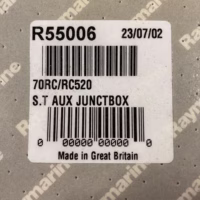 R55006 23/07/02
70RC/RC520
S.T AUX JUNCTBOX
0 00000 00000 0
Made in Great Britain
Raymarine